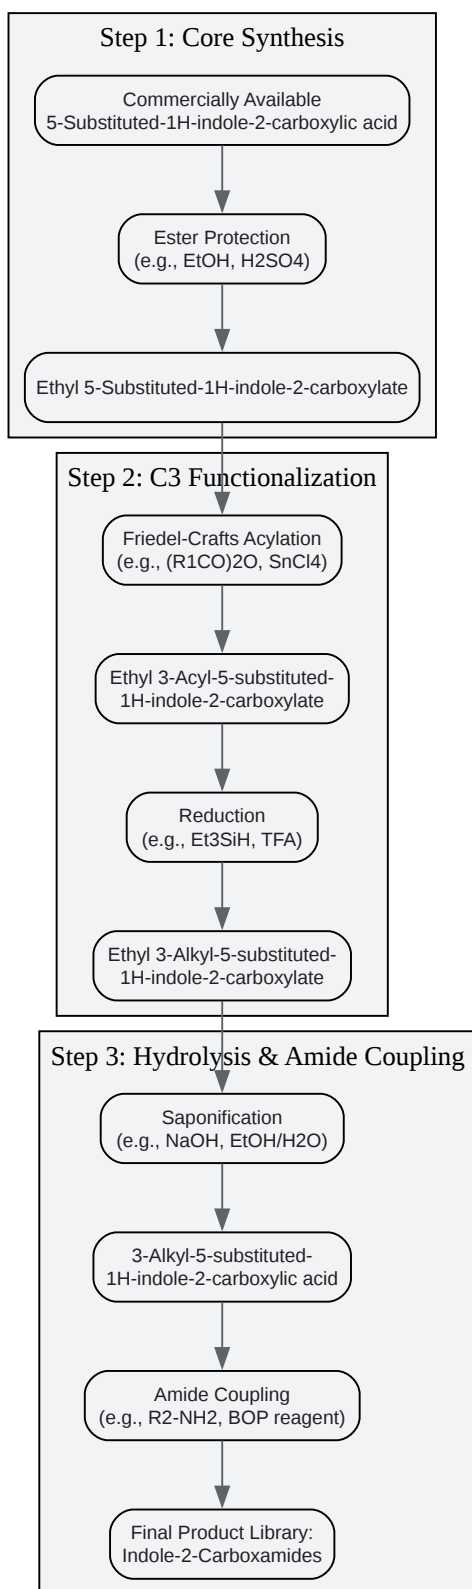 Step 1: Core Synthesis
Commercially Available
5-Substituted-1H-indole-2-carboxylic acid
Ester Protection
(e.g., EtOH, H2SO4)
Ethyl 5-Substituted-1H-indole-2-carboxylate
Step 2: C3 Functionalization
Friedel-Crafts Acylation
(e.g., (R1CO)2O, SnCl4)
Ethyl 3-Acyl-5-substituted-
1H-indole-2-carboxylate
Reduction
(e.g., Et3SiH, TFA)
Ethyl 3-Alkyl-5-substituted-
1H-indole-2-carboxylate
Step 3: Hydrolysis & Amide Coupling
Saponification
(e.g., NaOH, EtOH/H2O)
3-Alkyl-5-substituted-
1H-indole-2-carboxylic acid
Amide Coupling
(e.g., R2-NH2, BOP reagent)
Final Product Library:
Indole-2-Carboxamides